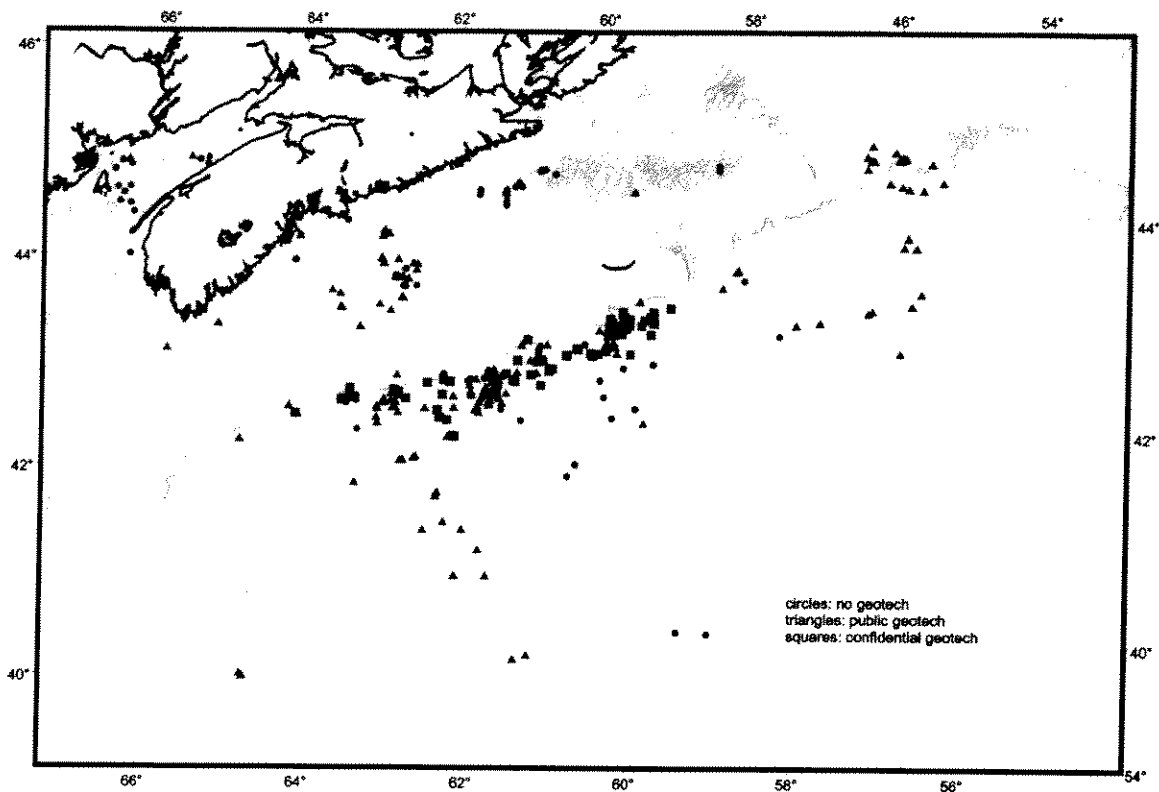 66° 64° 62° 60° 58° 46° 54°
46°
44° 44°
42° 42°
circles: no geotech
triangles: public geotech
squares: confidential geotech
40° 40°
66° 64° 62° 60° 58° 56° 54°